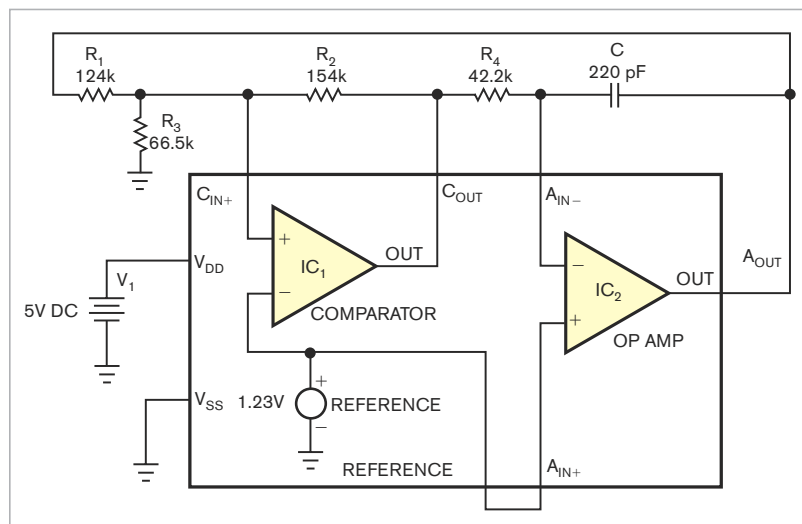 R1
124k
R2
154k
R4
42.2k
C
220 pF
R3
66.5k
CIN+
COUT
AIN−
AOUT
VDD
V1
5V DC
+
−
IC1
OUT
COMPARATOR
−
+
IC2
OUT
OP AMP
VSS
1.23V
+
−
REFERENCE
REFERENCE
AIN+